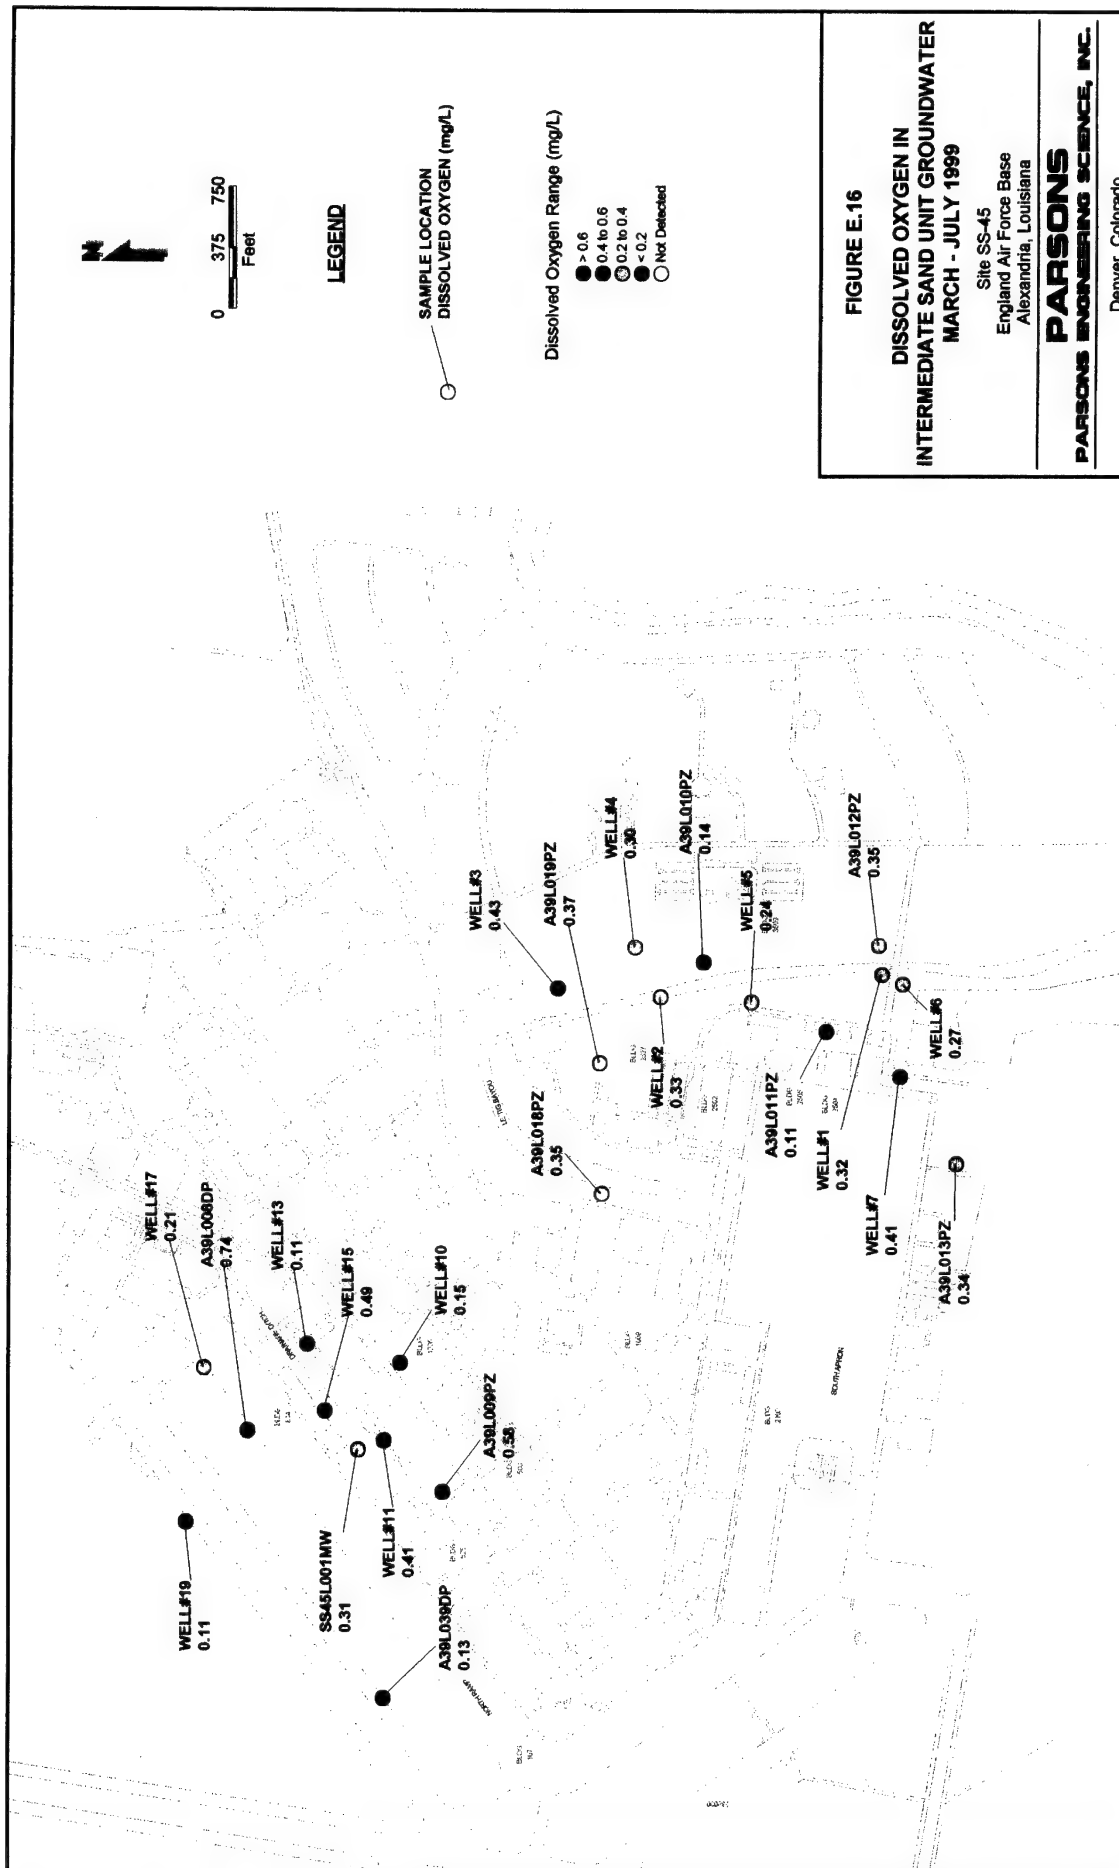 N
0 375 750
Feet
LEGEND
SAMPLE LOCATION
DISSOLVED OXYGEN (mg/L)
Dissolved Oxygen Range (mg/L)
> 0.6
0.4 to 0.6
0.2 to 0.4
< 0.2
Not Detected
WELL#19
0.11
WELL#17
0.21
A39L008DP
0.74
WELL#13
0.11
WELL#15
0.49
WELL#10
0.15
SS45L001MW
0.31
WELL#11
0.41
A39L009PZ
0.58
A39L039DP
0.13
DRAINAGE DITCH
NORTH RAMP
WELL#3
0.43
A39L019PZ
0.37
WELL#4
0.30
A39L010PZ
0.14
WELL#5
0.24
A39L012PZ
0.35
A39L018PZ
0.35
WELL#2
0.33
A39L011PZ
0.11
WELL#1
0.32
WELL#6
0.27
WELL#7
0.41
A39L013PZ
0.34
SOUTH APRON
FIGURE E.16
DISSOLVED OXYGEN IN
INTERMEDIATE SAND UNIT GROUNDWATER
MARCH - JULY 1999
Site SS-45
England Air Force Base
Alexandria, Louisiana
PARSONS
PARSONS ENGINEERING SCIENCE, INC.
Denver, Colorado